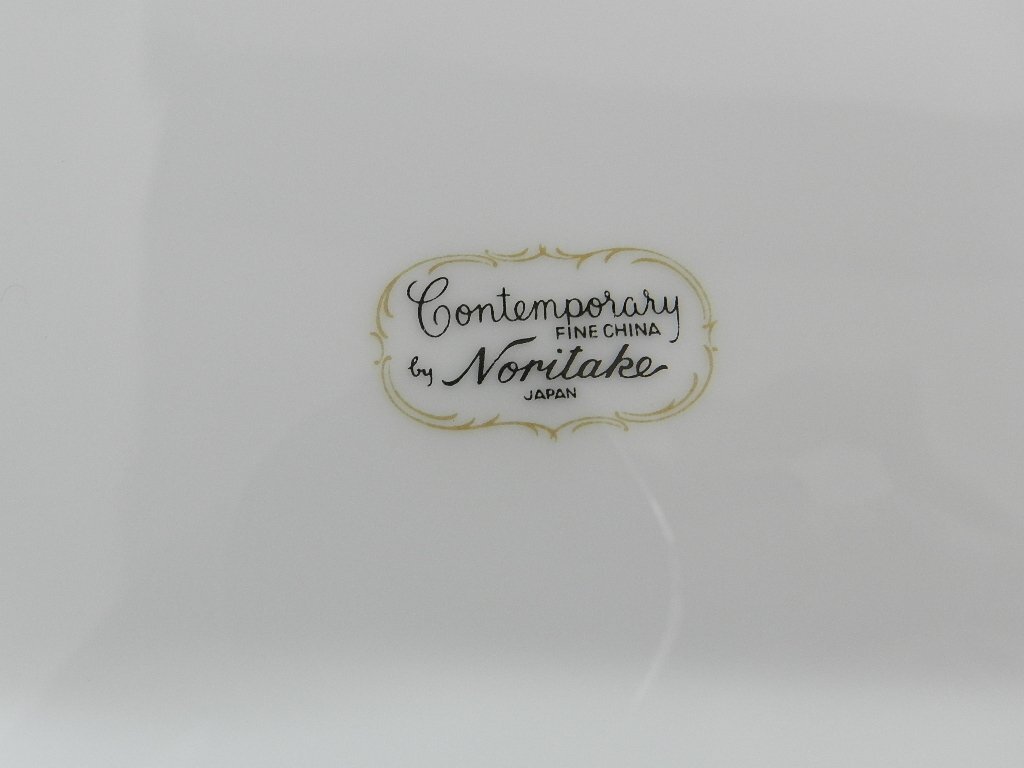 Contemporary
FINE CHINA
by Noritake
JAPAN